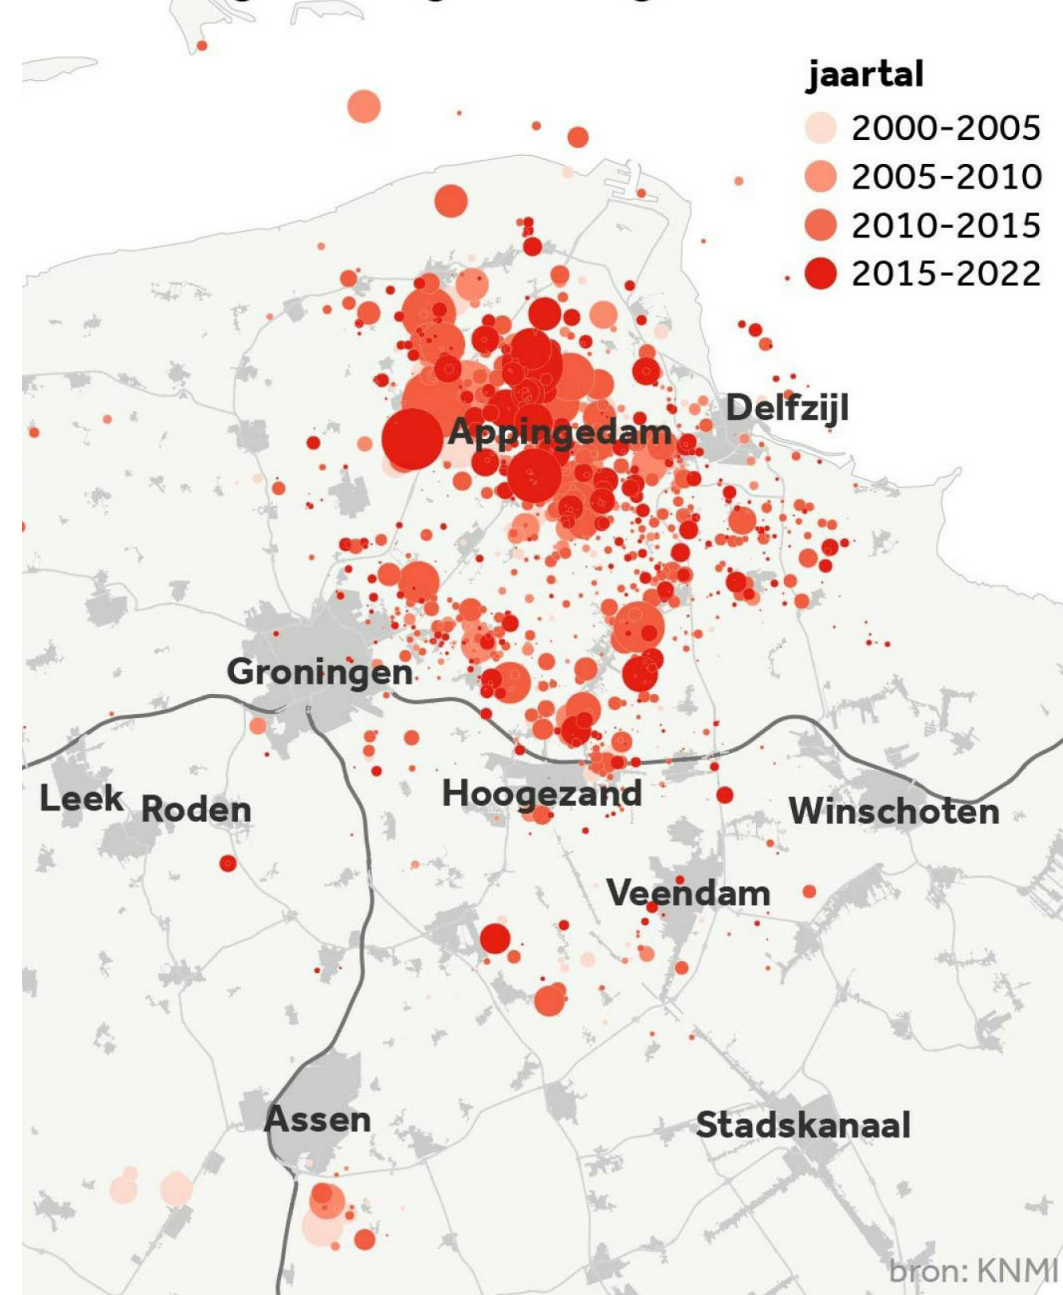 jaartal
2000-2005
2005-2010
2010-2015
2015-2022
Delfzijl
Appingedam
Groningen
Leek
Roden
Hoogezand
Winschoten
Veendam
Assen
Stadskanaal
bron: KNMI